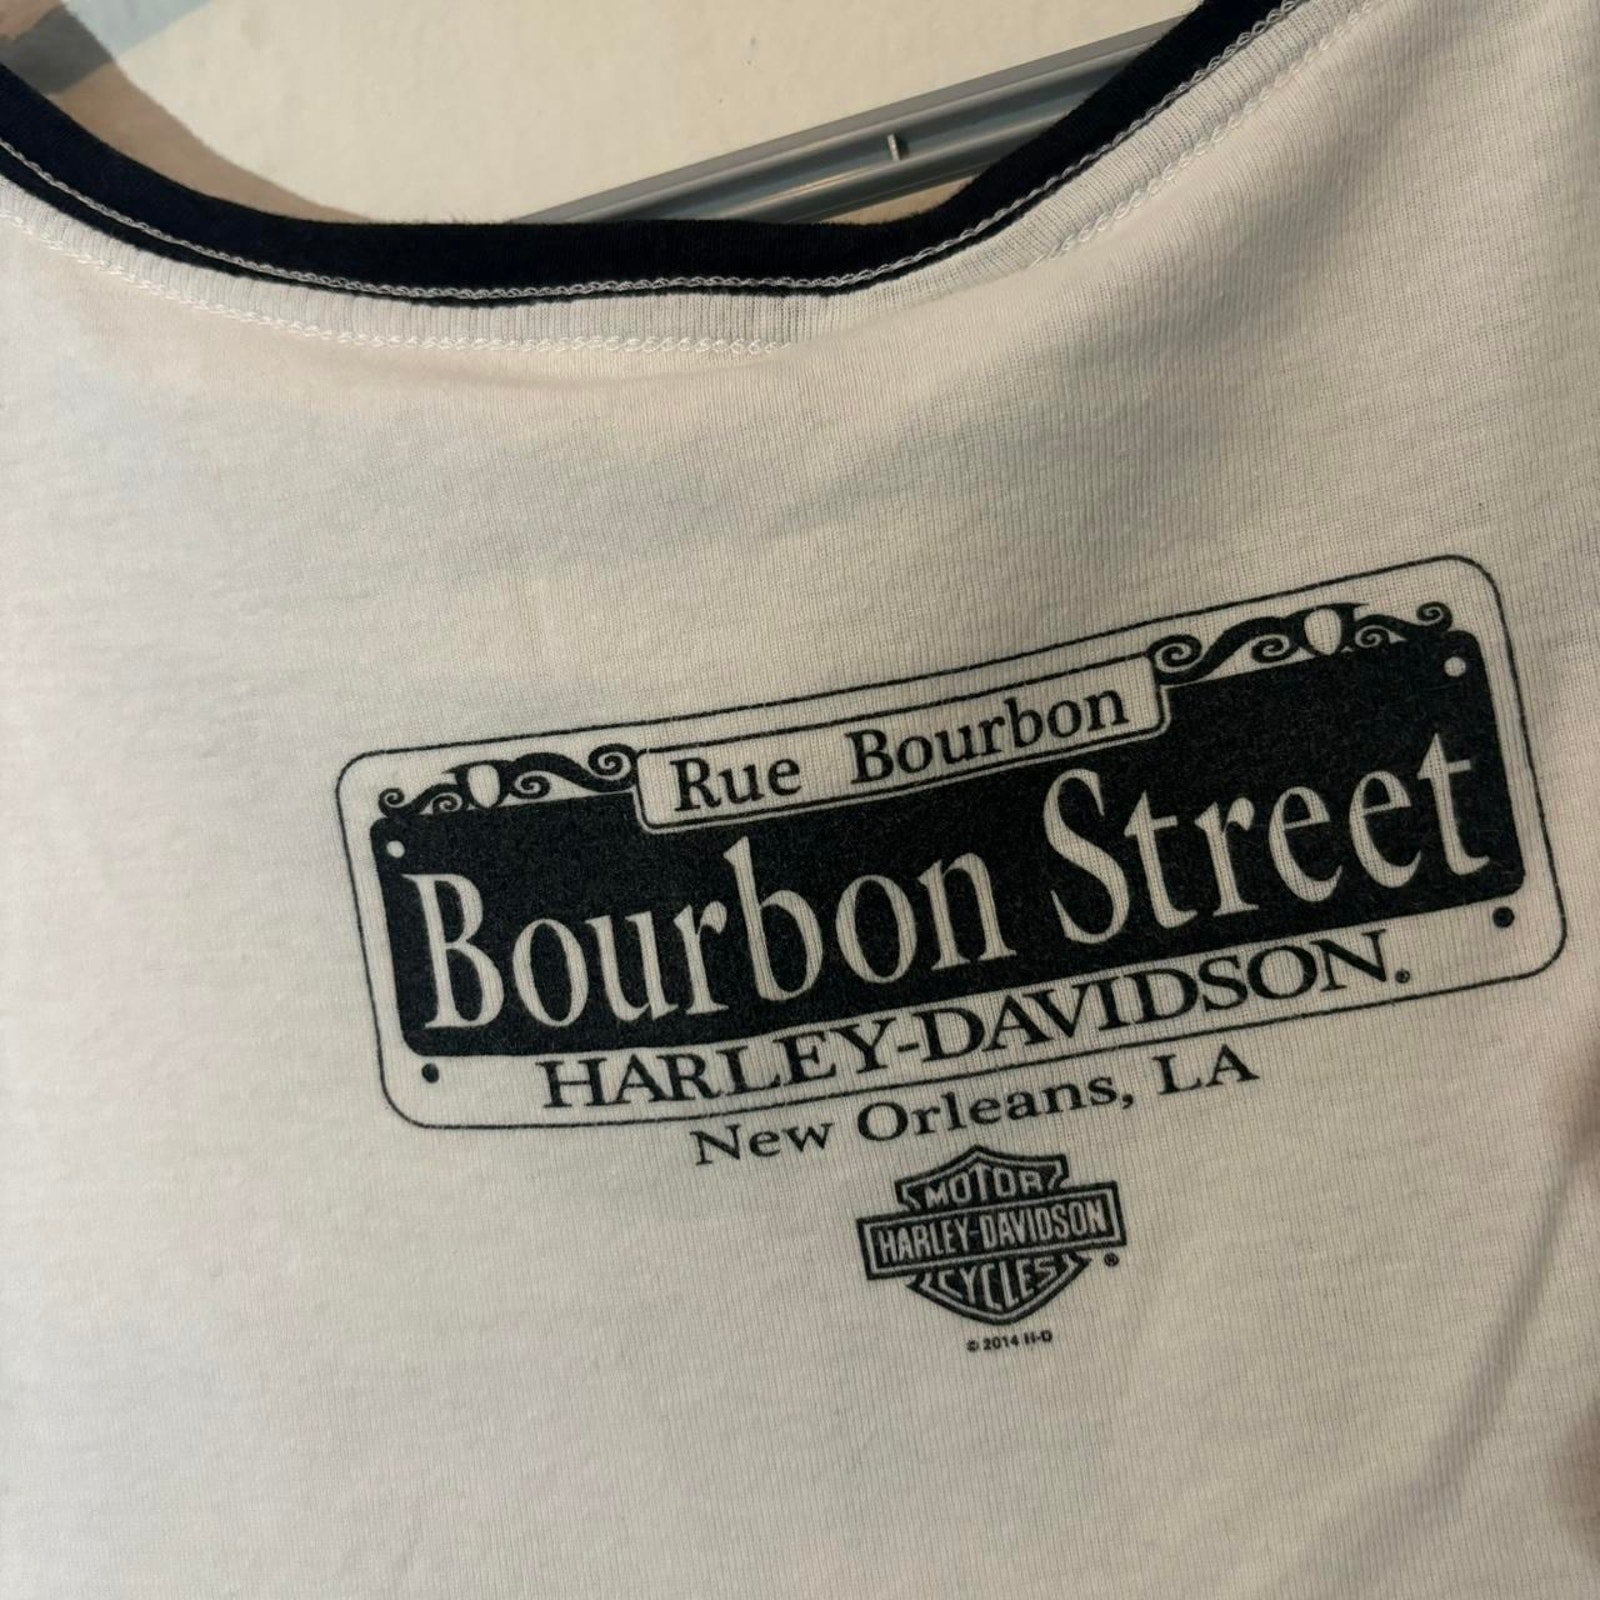 Rue Bourbon
Bourbon Street
HARLEY-DAVIDSON®
New Orleans, LA
MOTOR
HARLEY-DAVIDSON
CYCLES®
© 2014 H-D